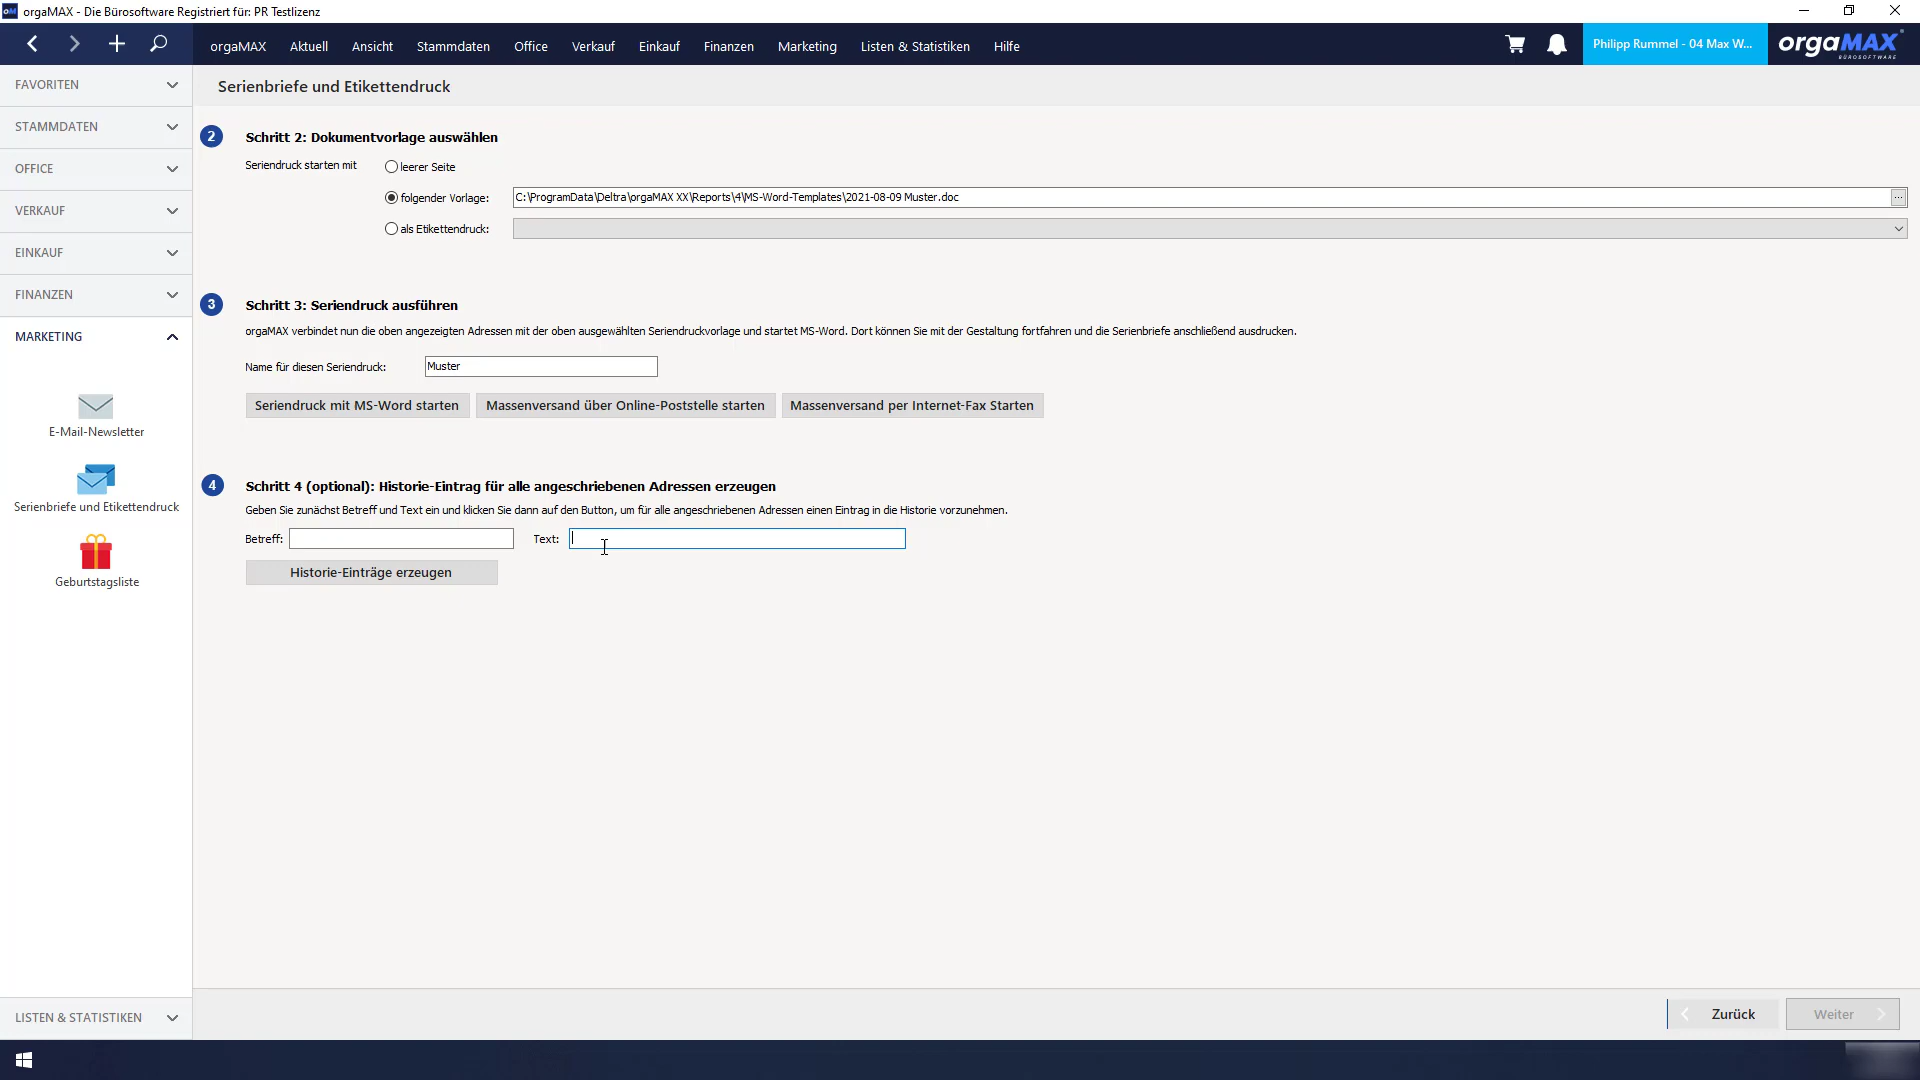 orgaMAX - Die Bürosoftware Registriert für: PR Testlizenz
orgaMAX Aktuell Ansicht Stammdaten Office Verkauf Einkauf Finanzen Marketing Listen & Statistiken Hilfe
Philipp Rummel - 04 Max W...
orgaMAX
BÜROSOFTWARE
FAVORITEN
STAMMDATEN
OFFICE
VERKAUF
EINKAUF
FINANZEN
MARKETING
E-Mail-Newsletter
Serienbriefe und Etikettendruck
Geburtstagsliste
LISTEN & STATISTIKEN
Serienbriefe und Etikettendruck
2 Schritt 2: Dokumentvorlage auswählen
Seriendruck starten mit leerer Seite
folgender Vorlage: C:\ProgramData\Deltra\orgaMAX XX\Reports\4\MS-Word-Templates\2021-08-09 Muster.doc ...
als Etikettendruck:
3 Schritt 3: Seriendruck ausführen
orgaMAX verbindet nun die oben angezeigten Adressen mit der oben ausgewählten Seriendruckvorlage und startet MS-Word. Dort können Sie mit der Gestaltung fortfahren und die Serienbriefe anschließend ausdrucken.
Name für diesen Seriendruck: Muster
Seriendruck mit MS-Word starten Massenversand über Online-Poststelle starten Massenversand per Internet-Fax Starten
4 Schritt 4 (optional): Historie-Eintrag für alle angeschriebenen Adressen erzeugen
Geben Sie zunächst Betreff und Text ein und klicken Sie dann auf den Button, um für alle angeschriebenen Adressen einen Eintrag in die Historie vorzunehmen.
Betreff: Text:
Historie-Einträge erzeugen
Zurück Weiter